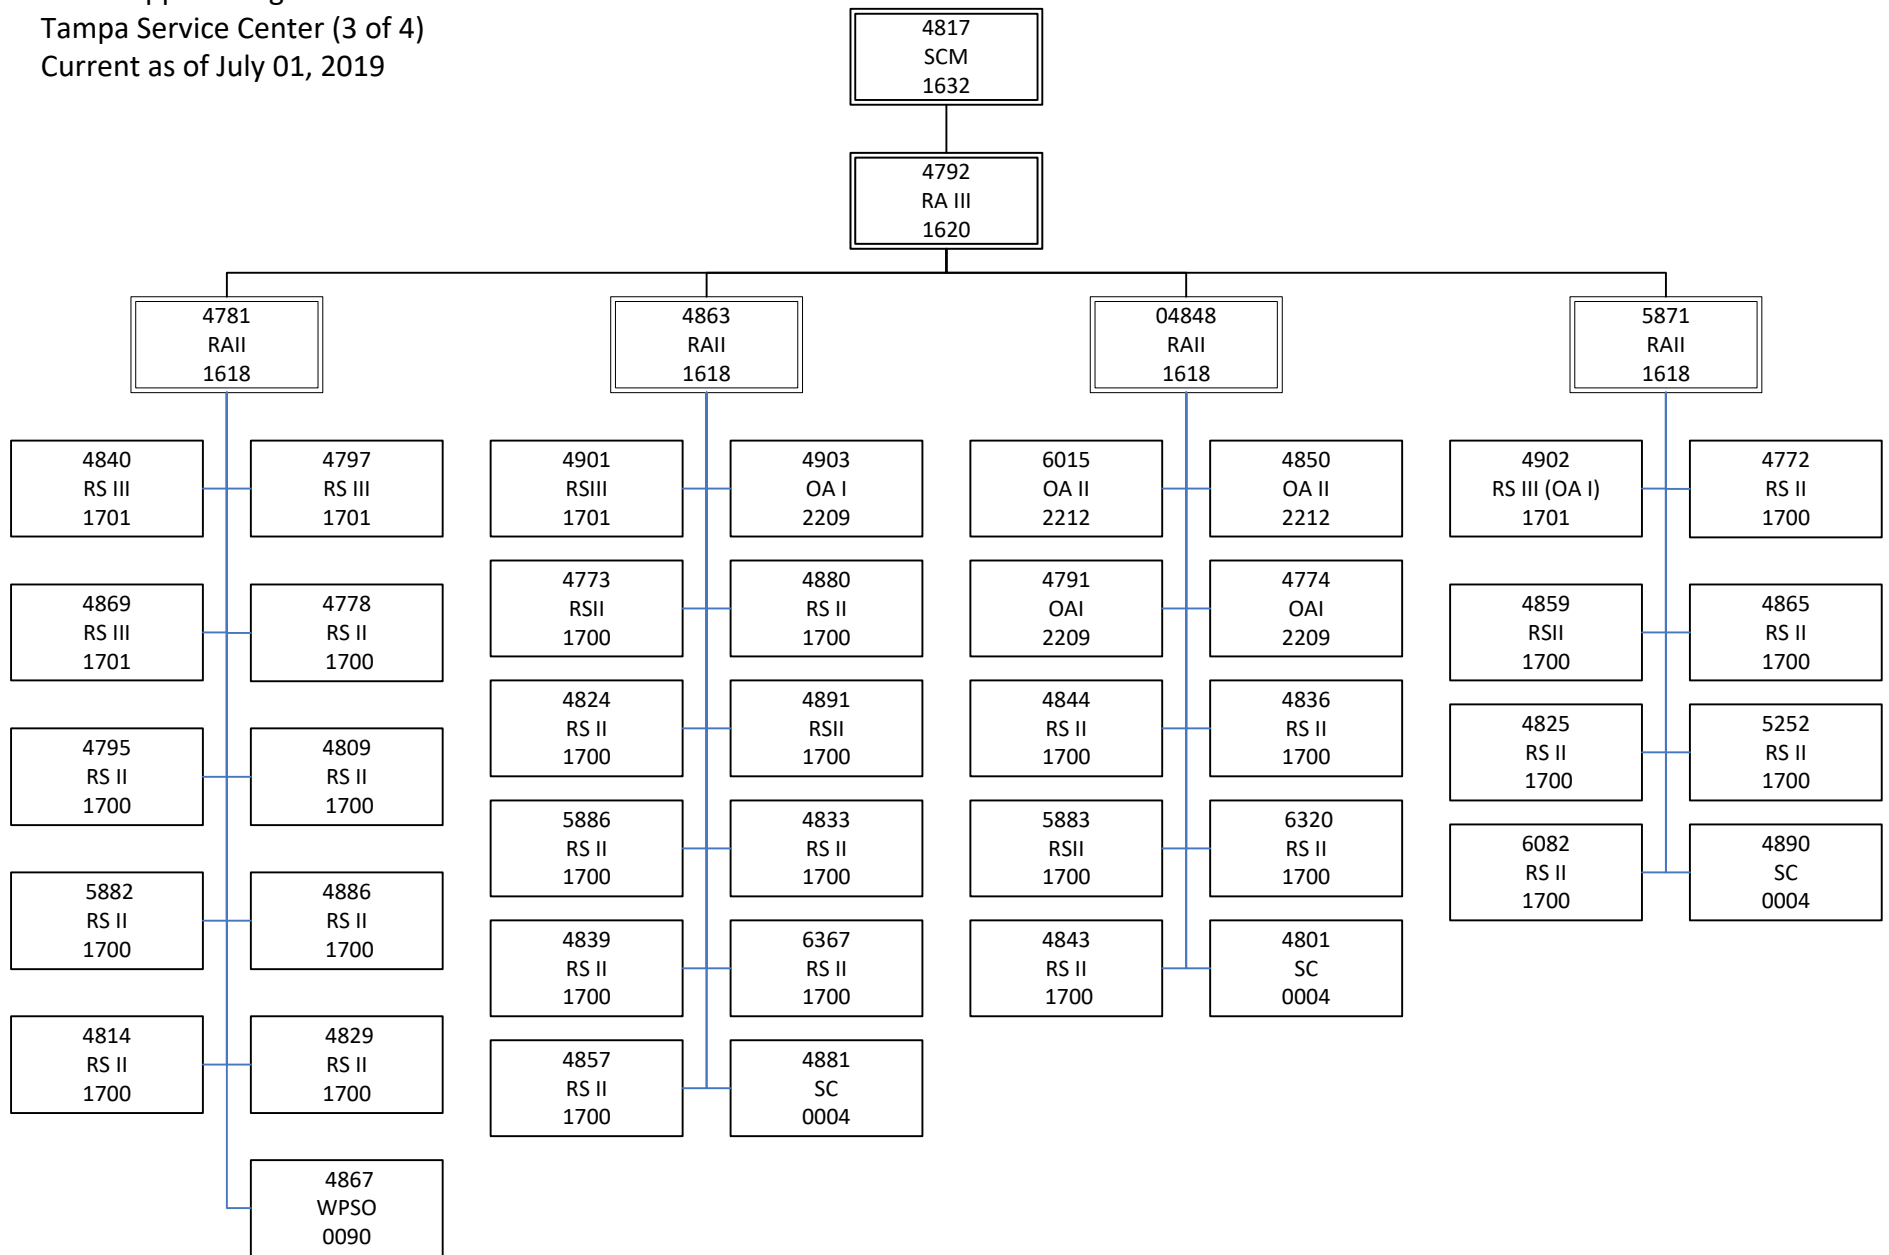 Tampa Service Center (3 of 4)
Current as of July 01, 2019
4817
SCM
1632
4792
RA III
1620
4781
RAII
1618
4863
RAII
1618
04848
RAII
1618
5871
RAII
1618
4840
RS III
1701
4797
RS III
1701
4869
RS III
1701
4778
RS II
1700
4795
RS II
1700
4809
RS II
1700
5882
RS II
1700
4886
RS II
1700
4814
RS II
1700
4829
RS II
1700
4867
WPSO
0090
4901
RSIII
1701
4903
OA I
2209
4773
RSII
1700
4880
RS II
1700
4824
RS II
1700
4891
RSII
1700
5886
RS II
1700
4833
RS II
1700
4839
RS II
1700
6367
RS II
1700
4857
RS II
1700
4881
SC
0004
6015
OA II
2212
4850
OA II
2212
4791
OAI
2209
4774
OAI
2209
4844
RS II
1700
4836
RS II
1700
5883
RSII
1700
6320
RS II
1700
4843
RS II
1700
4801
SC
0004
4902
RS III (OA I)
1701
4772
RS II
1700
4859
RSII
1700
4865
RS II
1700
4825
RS II
1700
5252
RS II
1700
6082
RS II
1700
4890
SC
0004